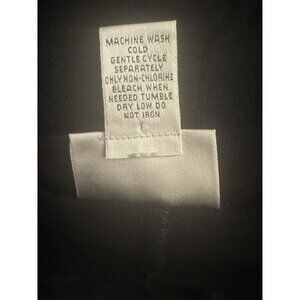 MACHINE WASH
COLD
GENTLE CYCLE
SEPARATELY
ONLY NON-CHLORINE
BLEACH WHEN
NEEDED TUMBLE
DRY LOW DO
NOT IRON